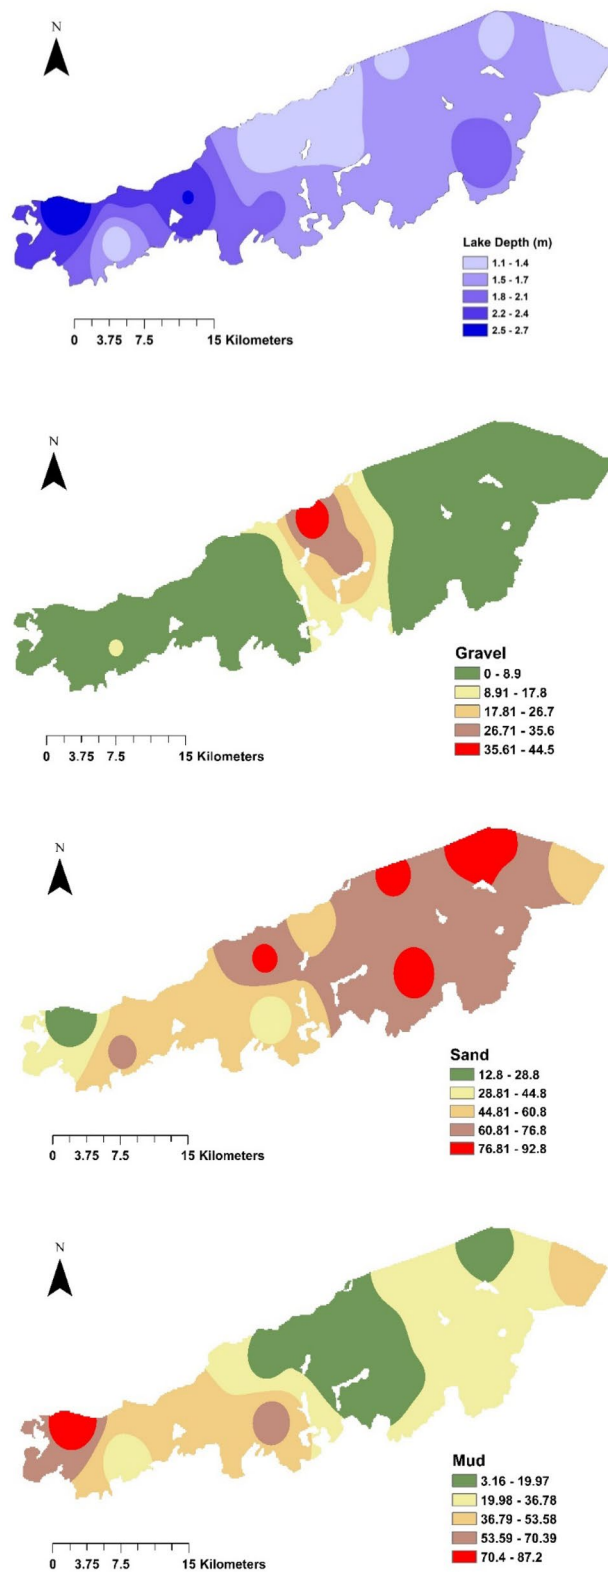 N
Lake Depth (m)
1.1 - 1.4
1.5 - 1.7
1.8 - 2.1
2.2 - 2.4
2.5 - 2.7
0 3.75 7.5 15 Kilometers
N
Gravel
0 - 8.9
8.91 - 17.8
17.81 - 26.7
26.71 - 35.6
35.61 - 44.5
0 3.75 7.5 15 Kilometers
N
Sand
12.8 - 28.8
28.81 - 44.8
44.81 - 60.8
60.81 - 76.8
76.81 - 92.8
0 3.75 7.5 15 Kilometers
N
Mud
3.16 - 19.97
19.98 - 36.78
36.79 - 53.58
53.59 - 70.39
70.4 - 87.2
0 3.75 7.5 15 Kilometers